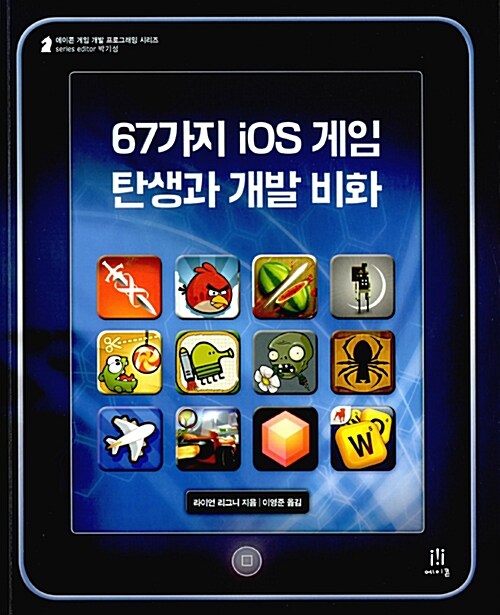 에이콘 게임 개발 프로그래밍 시리즈
series editor 박기성
67가지 iOS 게임
탄생과 개발 비화
W
라이언 리그니 지음 | 이영준 옮김
에이콘